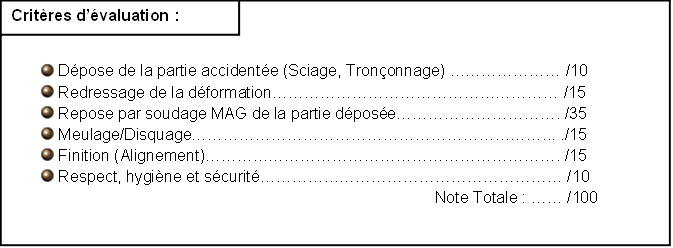 Critères d'évaluation :
Dépose de la partie accidentée (Sciage, Tronçonnage) ………………… /10
Redressage de la déformation……………………………………………… /15
Repose par soudage MAG de la partie déposée………………………… /35
Meulage/Disquage……………………………………………………………. ./15
Finition (Alignement)………………………………………………………… /15
Respect, hygiène et sécurité………………………………………………… /10
Note Totale : …… /100